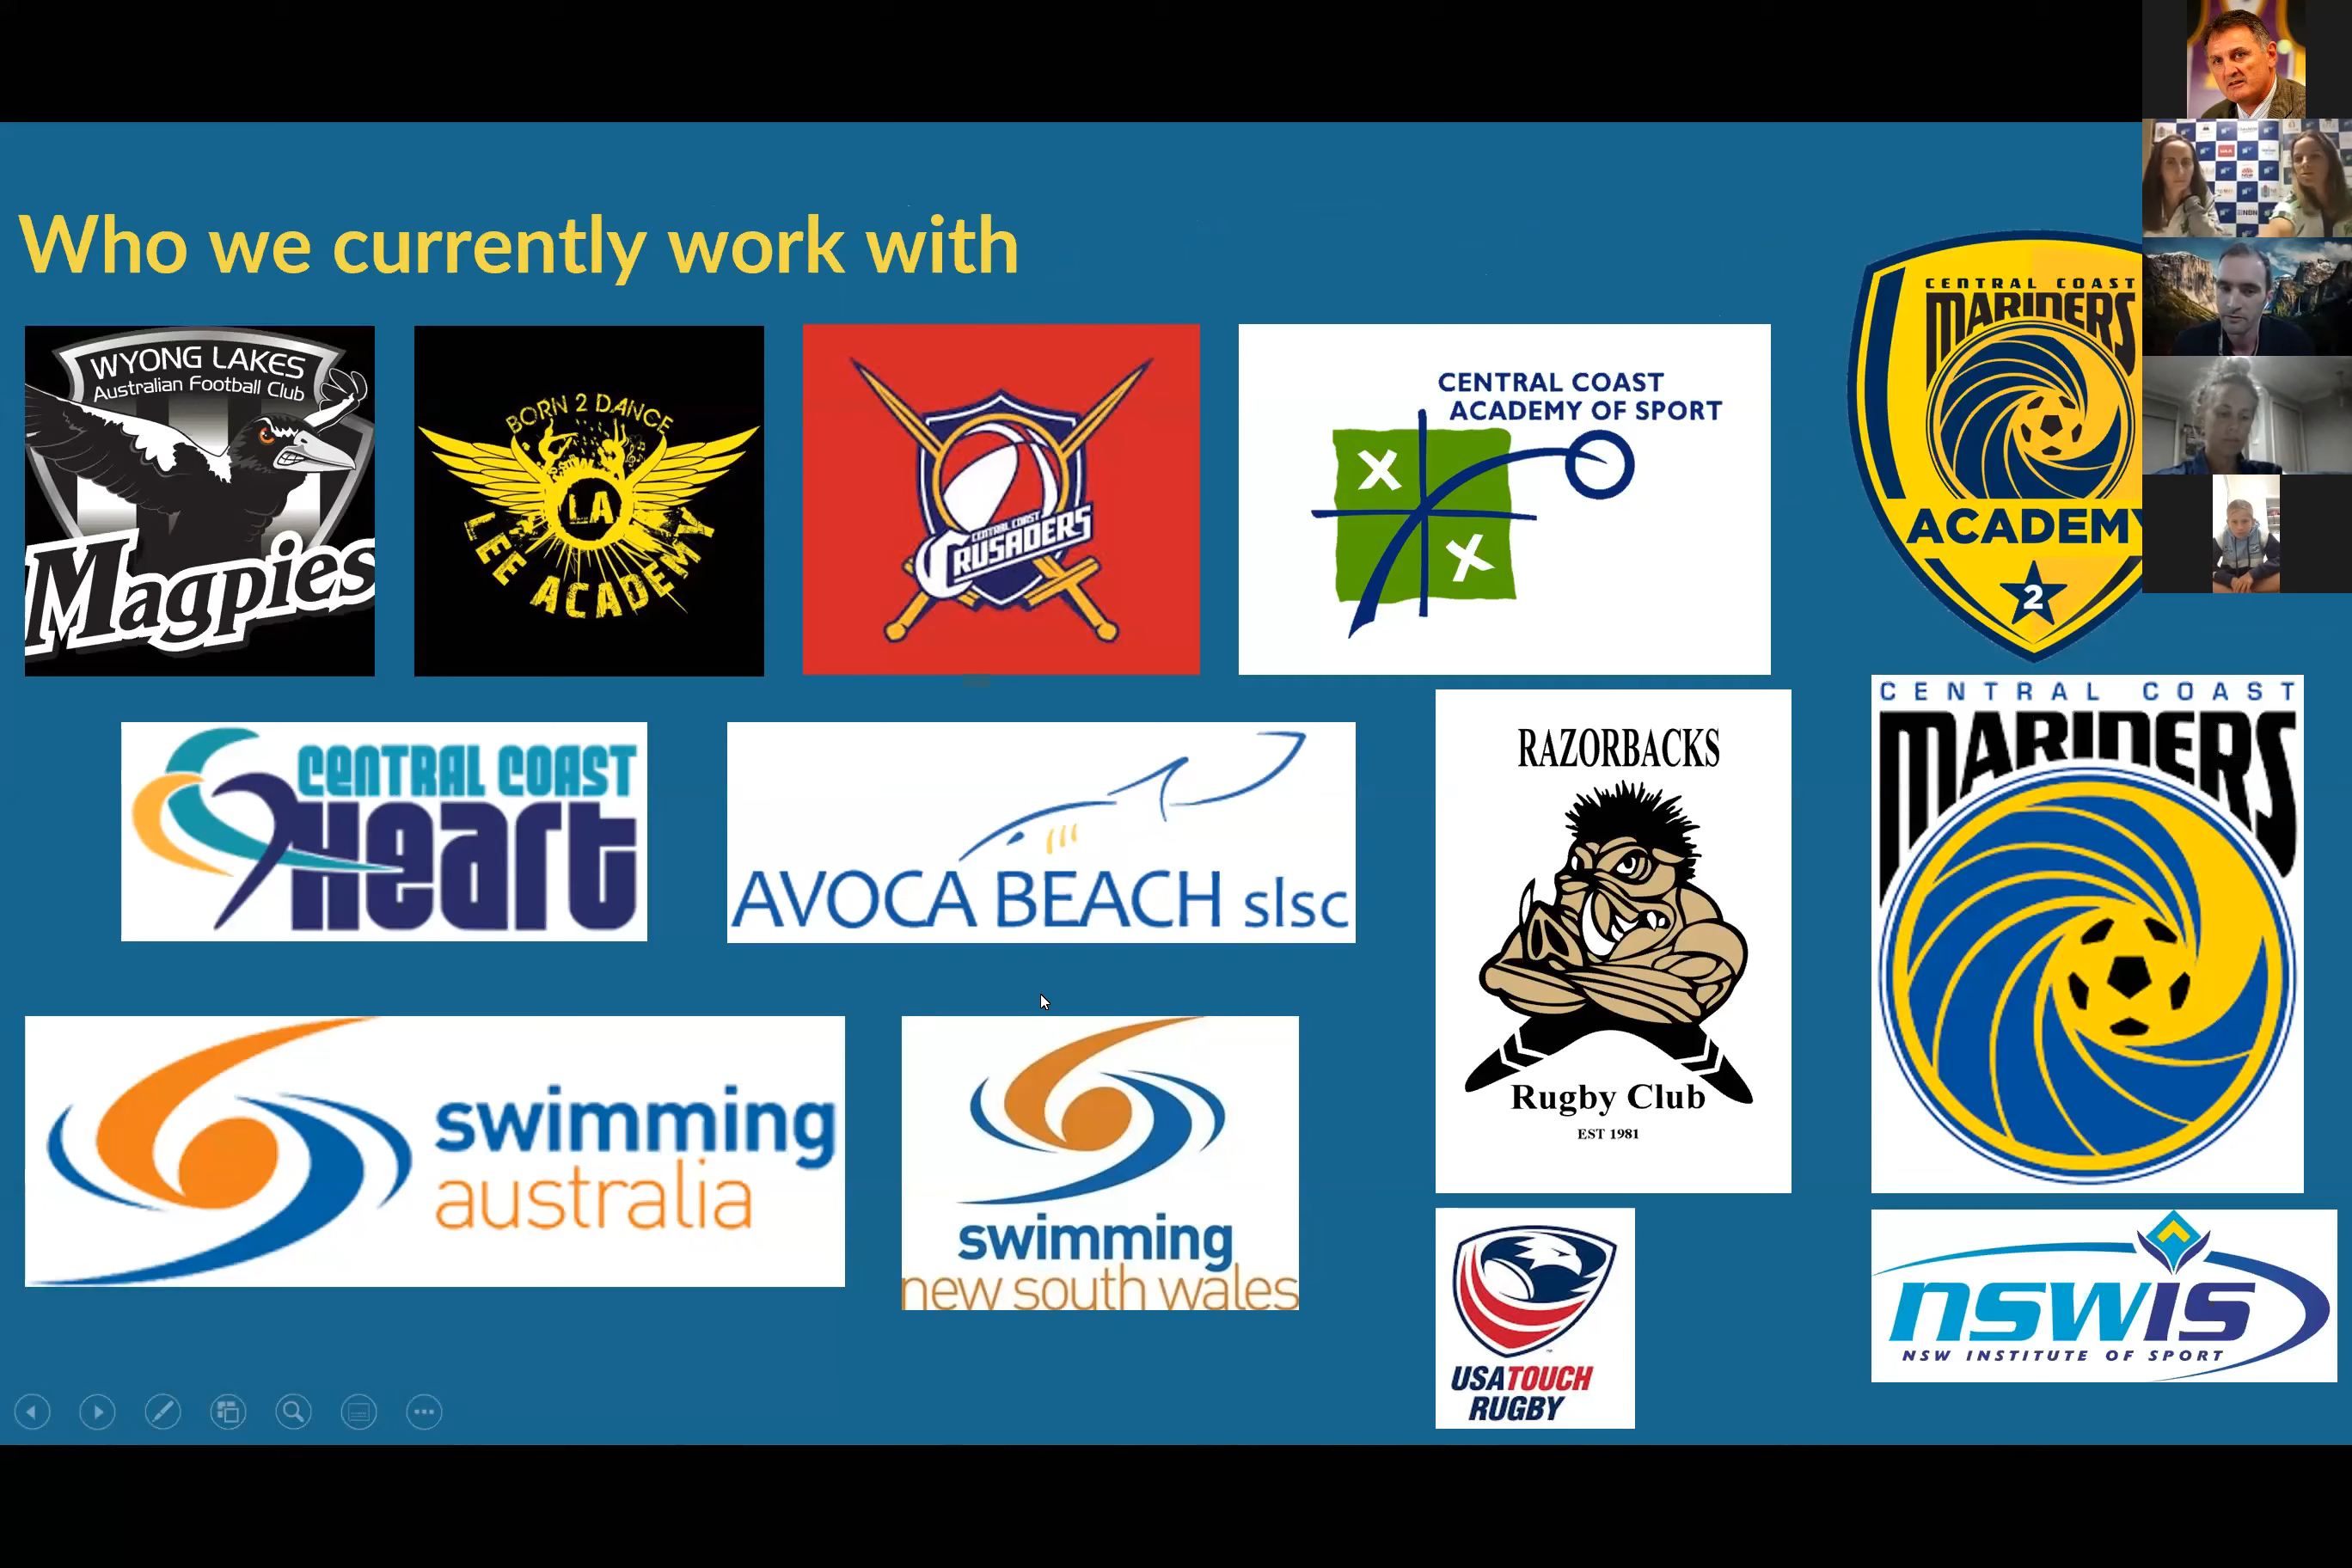 Who we currently work with
WYONG LAKES
Australian Football Club
Magpies
BORN 2 DANCE
LA
LEE ACADEMY
CENTRAL COAST
CRUSADERS
CENTRAL COAST
ACADEMY OF SPORT
X
X
CENTRAL COAST
MARINERS
ACADEMY
2
CENTRAL COAST
Heart
AVOCA BEACH slsc
RAZORBACKS
Rugby Club
EST 1981
CENTRAL COAST
MARINERS
swimming
australia
swimming
new south wales
USATOUCH
RUGBY
nswis
NSW INSTITUTE OF SPORT